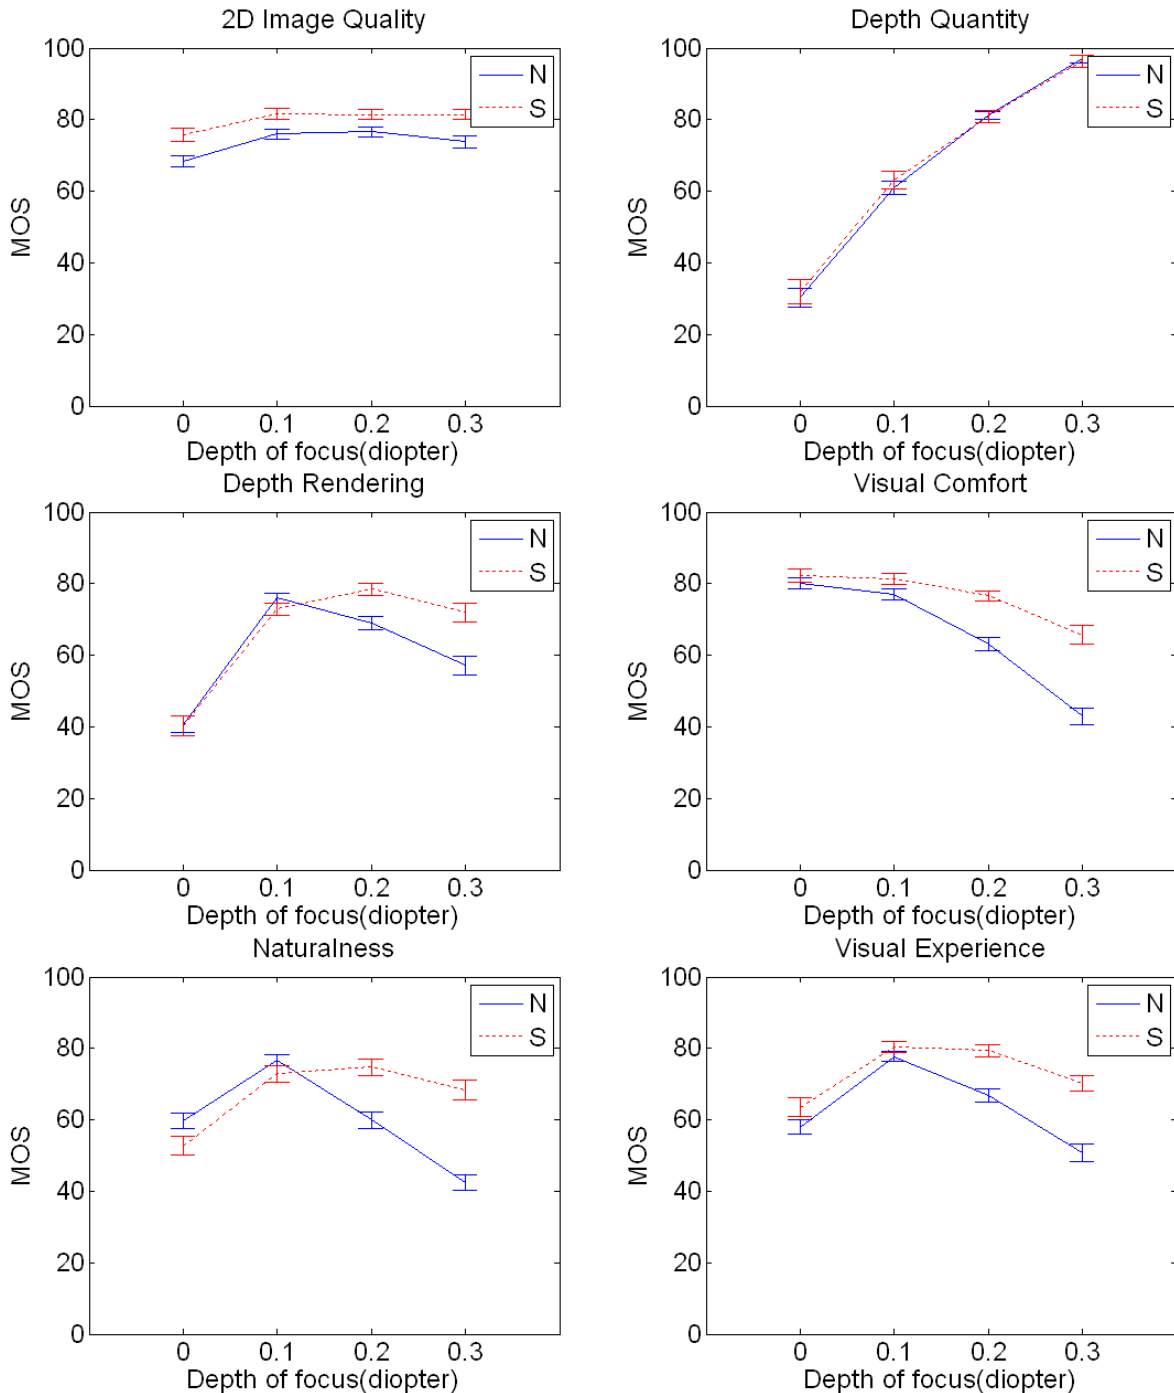 2D Image Quality
100
80
60
40
20
0
MOS
N
S
0 0.1 0.2 0.3
Depth of focus(diopter)
Depth Quantity
100
80
60
40
20
0
MOS
N
S
0 0.1 0.2 0.3
Depth of focus(diopter)
Depth Rendering
100
80
60
40
20
0
MOS
N
S
0 0.1 0.2 0.3
Depth of focus(diopter)
Visual Comfort
100
80
60
40
20
0
MOS
N
S
0 0.1 0.2 0.3
Depth of focus(diopter)
Naturalness
100
80
60
40
20
0
MOS
N
S
0 0.1 0.2 0.3
Depth of focus(diopter)
Visual Experience
100
80
60
40
20
0
MOS
N
S
0 0.1 0.2 0.3
Depth of focus(diopter)